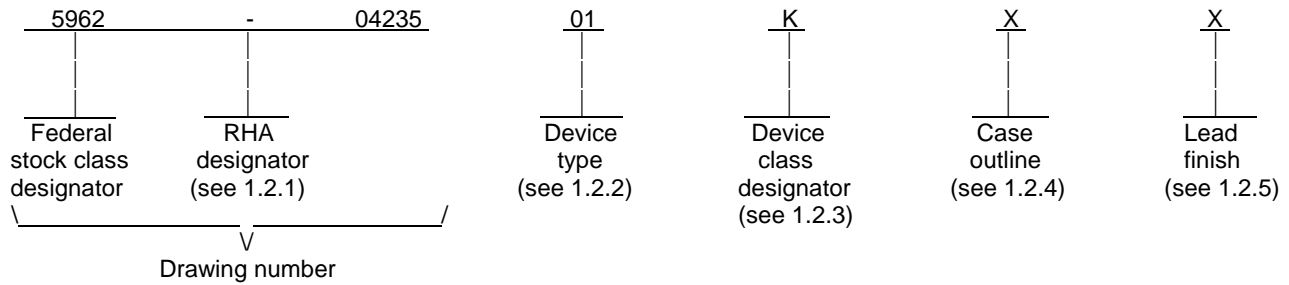 5962 - 04235 01 K X X
Federal RHA Device Device Case Lead
stock class designator type class outline finish
designator (see 1.2.1) (see 1.2.2) designator (see 1.2.4) (see 1.2.5)
(see 1.2.3)
\ /
\/
Drawing number